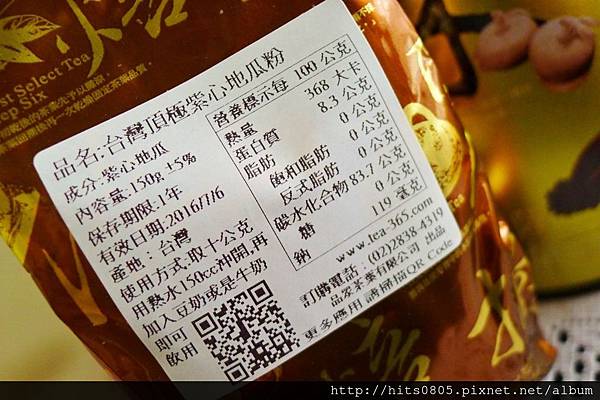 st Select Tea
品名:台灣頂極紫心地瓜粉
成分:紫心地瓜
內容量:150g ±5%
保存期限:1年
有效日期:2016/7/6
產地：台灣
使用方式:取十公克
用熱水150cc沖開,再
加入豆奶或是牛奶
即可
飲用
營養標示每 100 公克
熱量 368 大卡
蛋白質 8.3 公克
脂肪 0 公克
飽和脂肪 0 公克
反式脂肪 0 公克
碳水化合物 83.7 公克
糖 0 公克
鈉 119 毫克
www.tea-365.com
訂購電話：(02)2838-4319
品茶茶業有限公司 出品
更多應用 請掃描QR Code
http://hits0805.pixnet.net/album